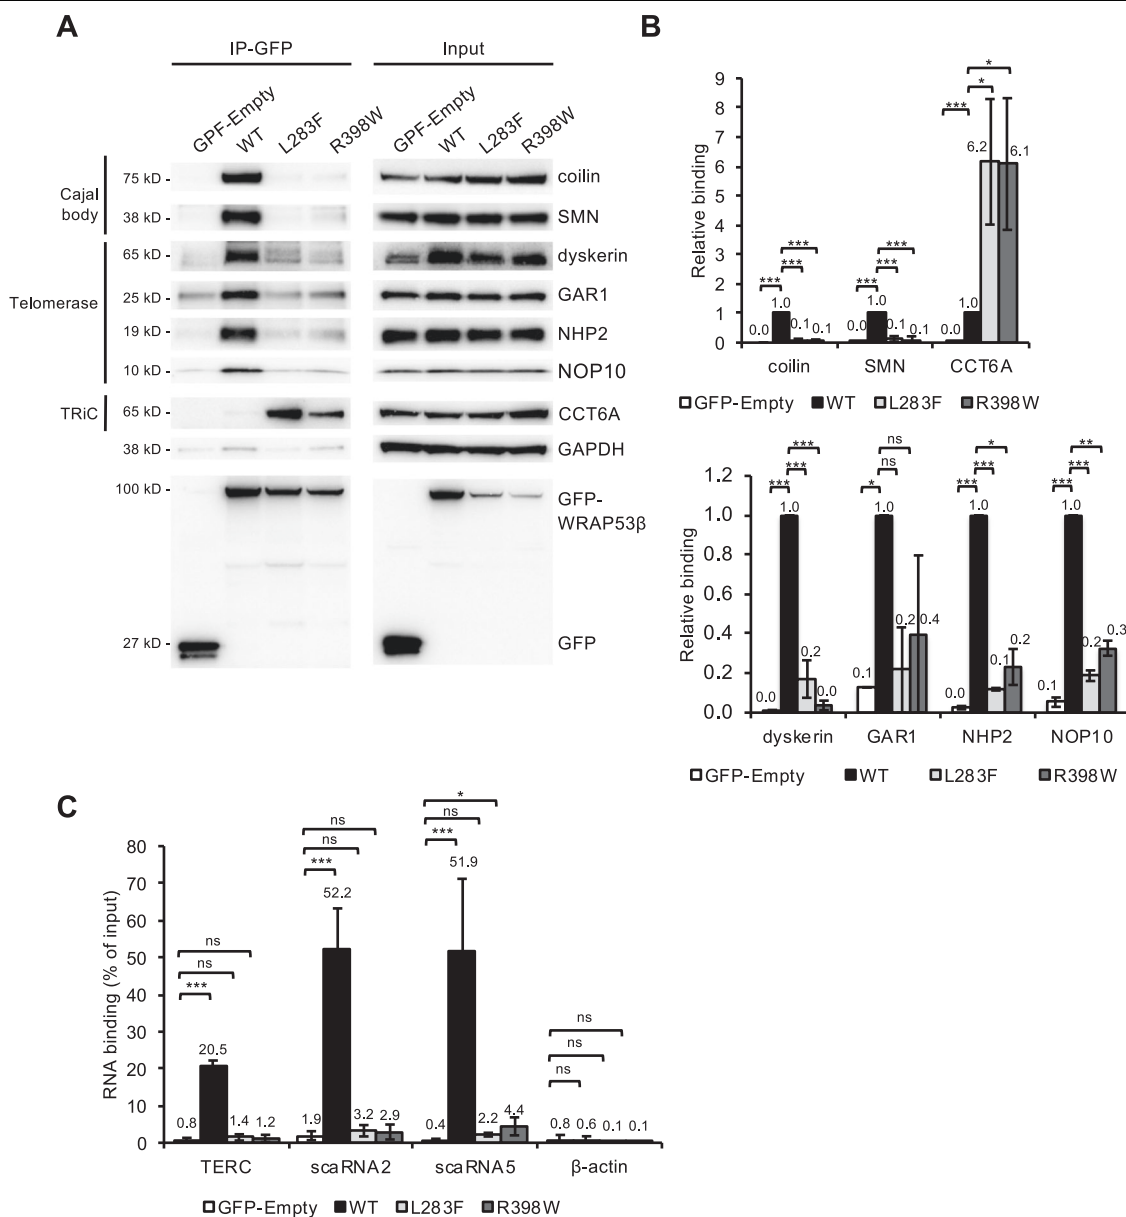 A
IP-GFP
Input
GPF-Empty
WT
L283F
R398W
GPF-Empty
WT
L283F
R398W
Cajal
body
75 kD -
coilin
38 kD -
SMN
Telomerase
65 kD -
dyskerin
25 kD -
GAR1
19 kD -
NHP2
10 kD -
NOP10
TRiC
65 kD -
CCT6A
38 kD -
GAPDH
100 kD -
GFP-
WRAP53β
27 kD -
GFP
B
Relative binding
9
8
7
6
5
4
3
2
1
0
***
***
***
0.0
1.0
0.1
0.1
coilin
***
***
***
0.0
1.0
0.1
0.1
SMN
*
*
***
0.0
1.0
6.2
6.1
CCT6A
GFP-Empty WT L283F R398W
Relative binding
1.2
1.0
0.8
0.6
0.4
0.2
0.0
***
***
***
0.0
1.0
0.2
0.0
dyskerin
ns
ns
*
0.1
1.0
0.2
0.4
GAR1
*
***
***
0.0
1.0
0.1
0.2
NHP2
**
***
***
0.1
1.0
0.2
0.3
NOP10
GFP-Empty WT L283F R398W
C
RNA binding (% of input)
80
70
60
50
40
30
20
10
0
ns
ns
***
0.8
20.5
1.4
1.2
TERC
ns
ns
***
1.9
52.2
3.2
2.9
scaRNA2
*
ns
***
0.4
51.9
2.2
4.4
scaRNA5
ns
ns
ns
0.8
0.6
0.1
0.1
β-actin
GFP-Empty WT L283F R398W